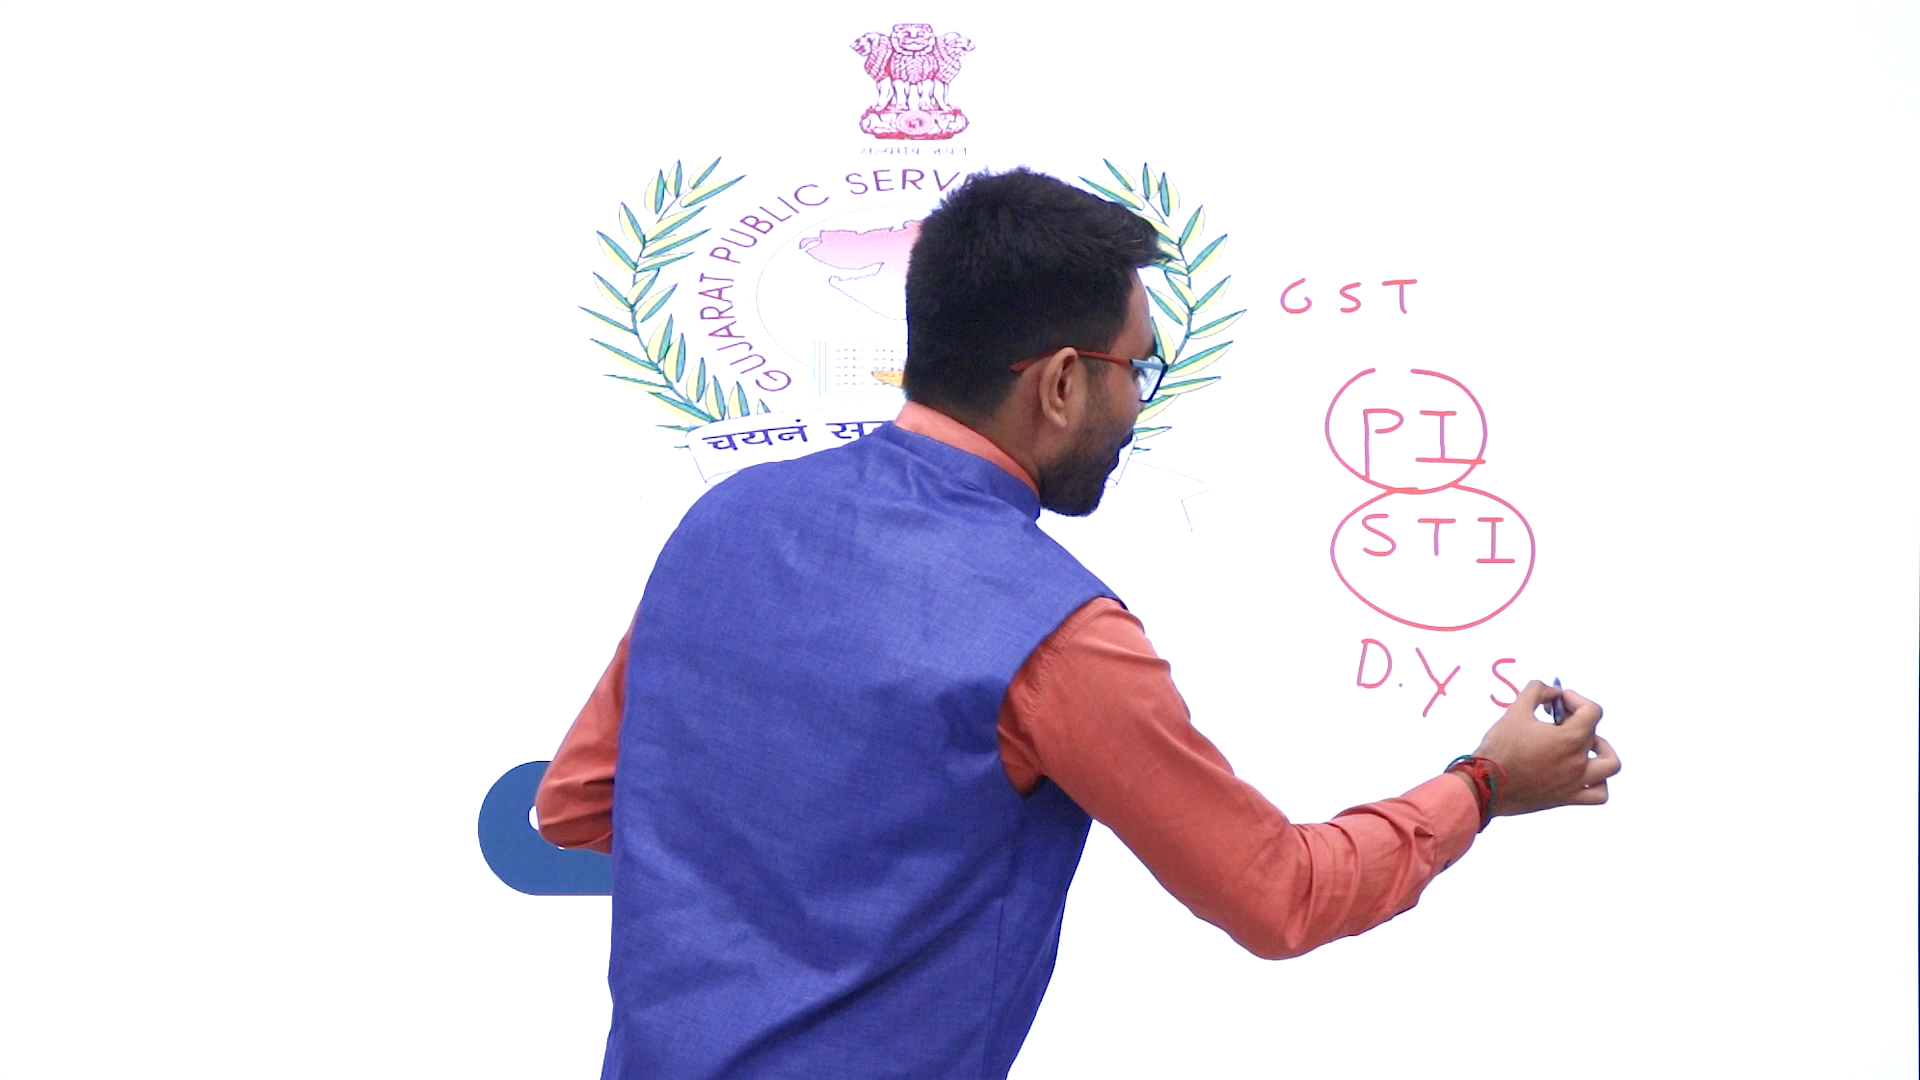 GUJARAT PUBLIC SERV
चयनं
GST
PI
STI
D.y S